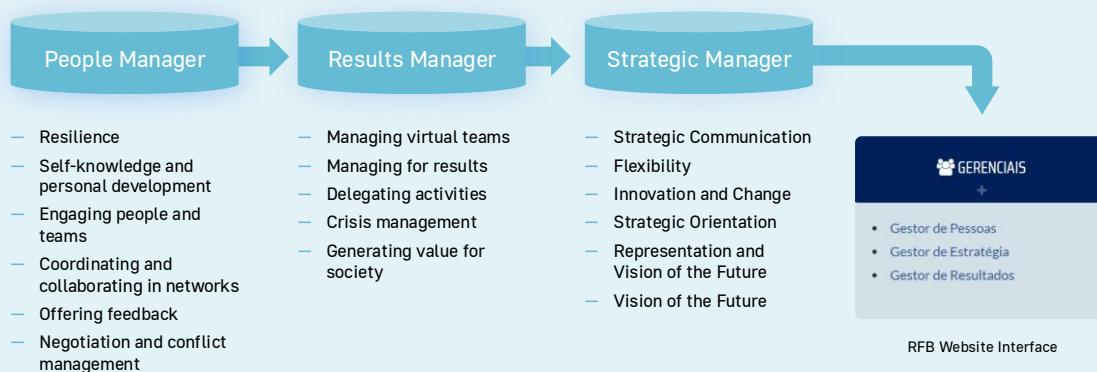 People Manager
— Resilience
— Self-knowledge and
personal development
— Engaging people and
teams
— Coordinating and
collaborating in networks
— Offering feedback
— Negotiation and conflict
management
Results Manager
— Managing virtual teams
— Managing for results
— Delegating activities
— Crisis management
— Generating value for
society
Strategic Manager
— Strategic Communication
— Flexibility
— Innovation and Change
— Strategic Orientation
— Representation and
Vision of the Future
— Vision of the Future
GERENCIAIS
+
• Gestor de Pessoas
• Gestor de Estratégia
• Gestor de Resultados
RFB Website Interface